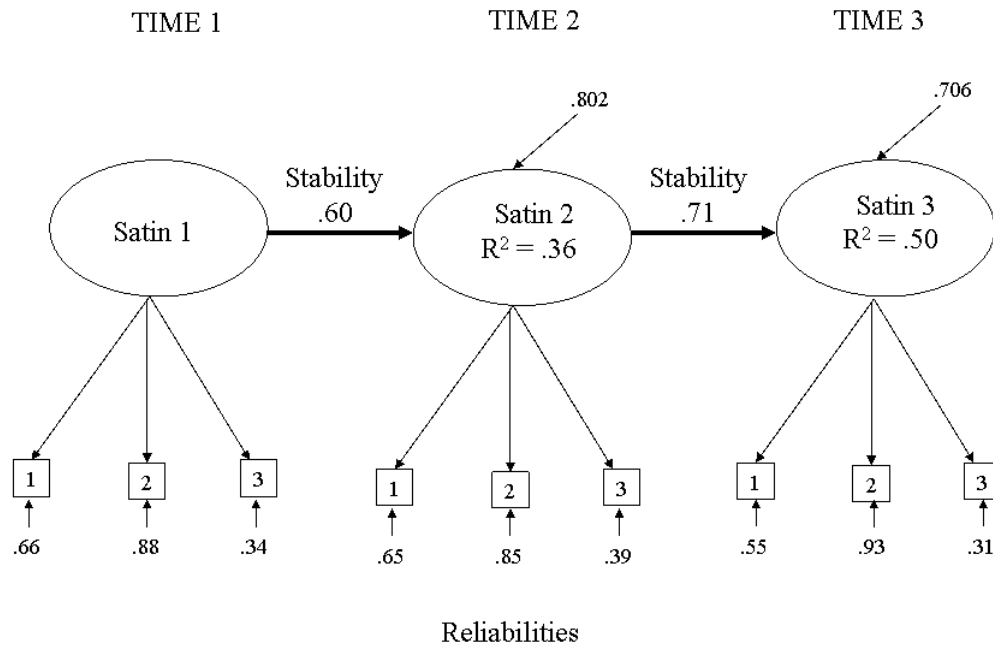 TIME 1
TIME 2
TIME 3
.802
.706
Stability
.60
Stability
.71
Satin 1
Satin 2
R² = .36
Satin 3
R² = .50
1
2
3
1
2
3
1
2
3
.66
.88
.34
.65
.85
.39
.55
.93
.31
Reliabilities